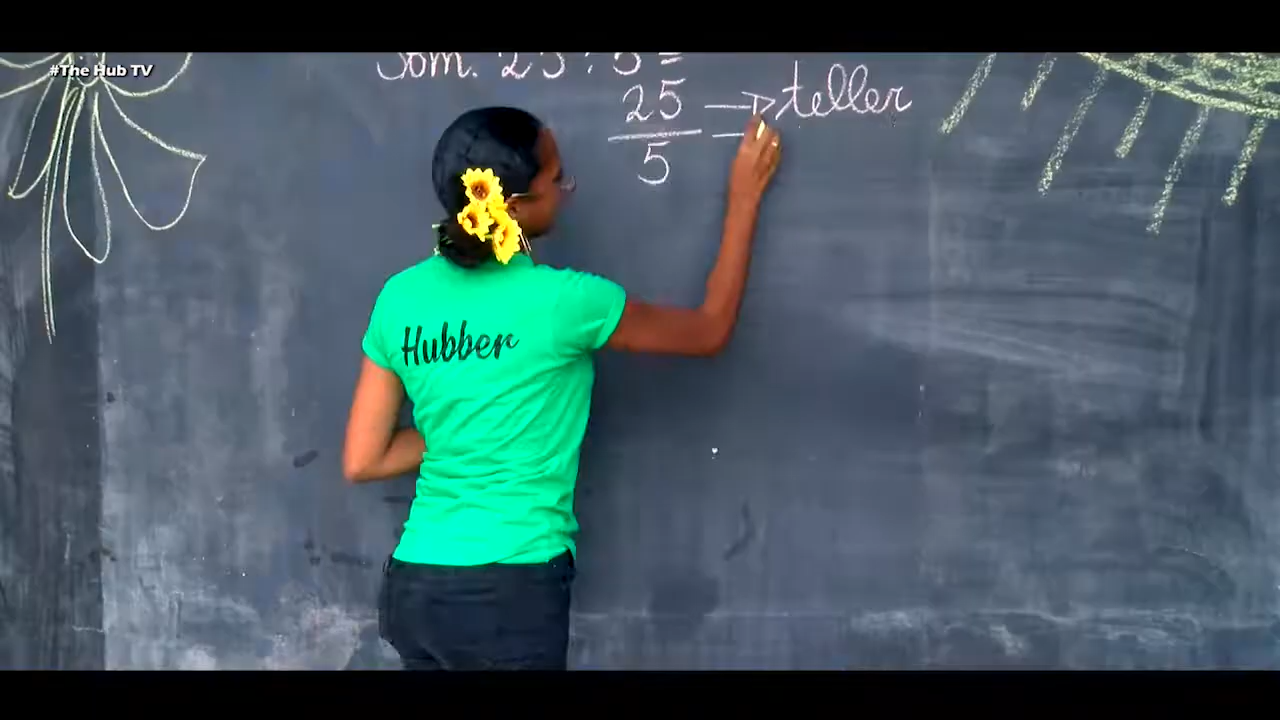 #The Hub TV
Som. 25 : 5 =
25 → teller
5
Hubber